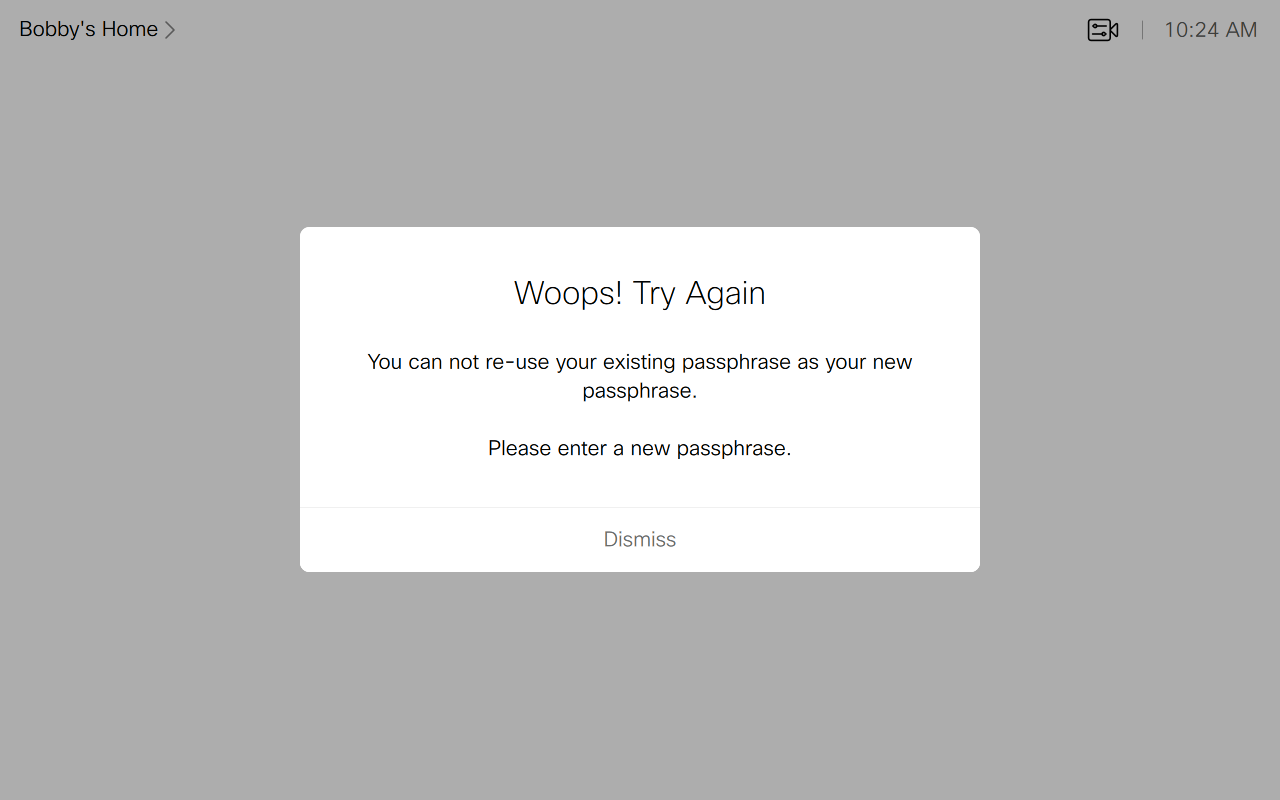 Bobby's Home
10:24 AM
Woops! Try Again
You can not re-use your existing passphrase as your new
passphrase.
Please enter a new passphrase.
Dismiss